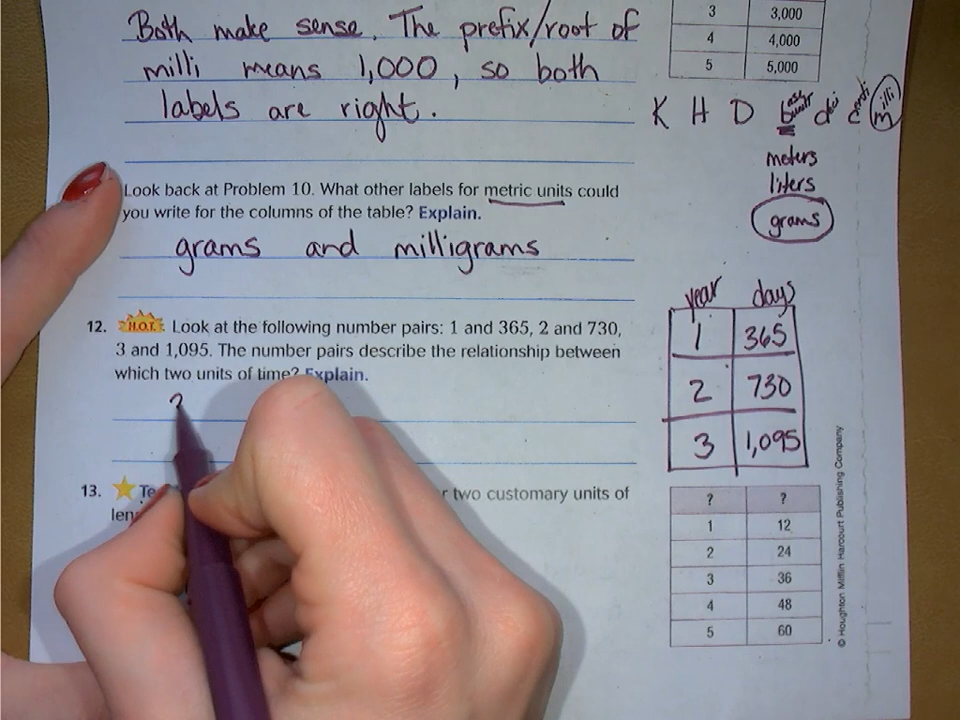 Both make sense. The prefix/root of
milli means 1,000, so both
labels are right.
3 3,000
4 4,000
5 5,000
K H D
milli
meters
liters
grams
Look back at Problem 10. What other labels for metric units could
you write for the columns of the table? Explain.
grams and milligrams
year days
1 365
2 730
3 1,095
12. H.O.T. Look at the following number pairs: 1 and 365, 2 and 730,
3 and 1,095. The number pairs describe the relationship between
which two units of time? Explain.
13. two customary units of
? ?
1 12
2 24
3 36
4 48
5 60
© Houghton Mifflin Harcourt Publishing Company